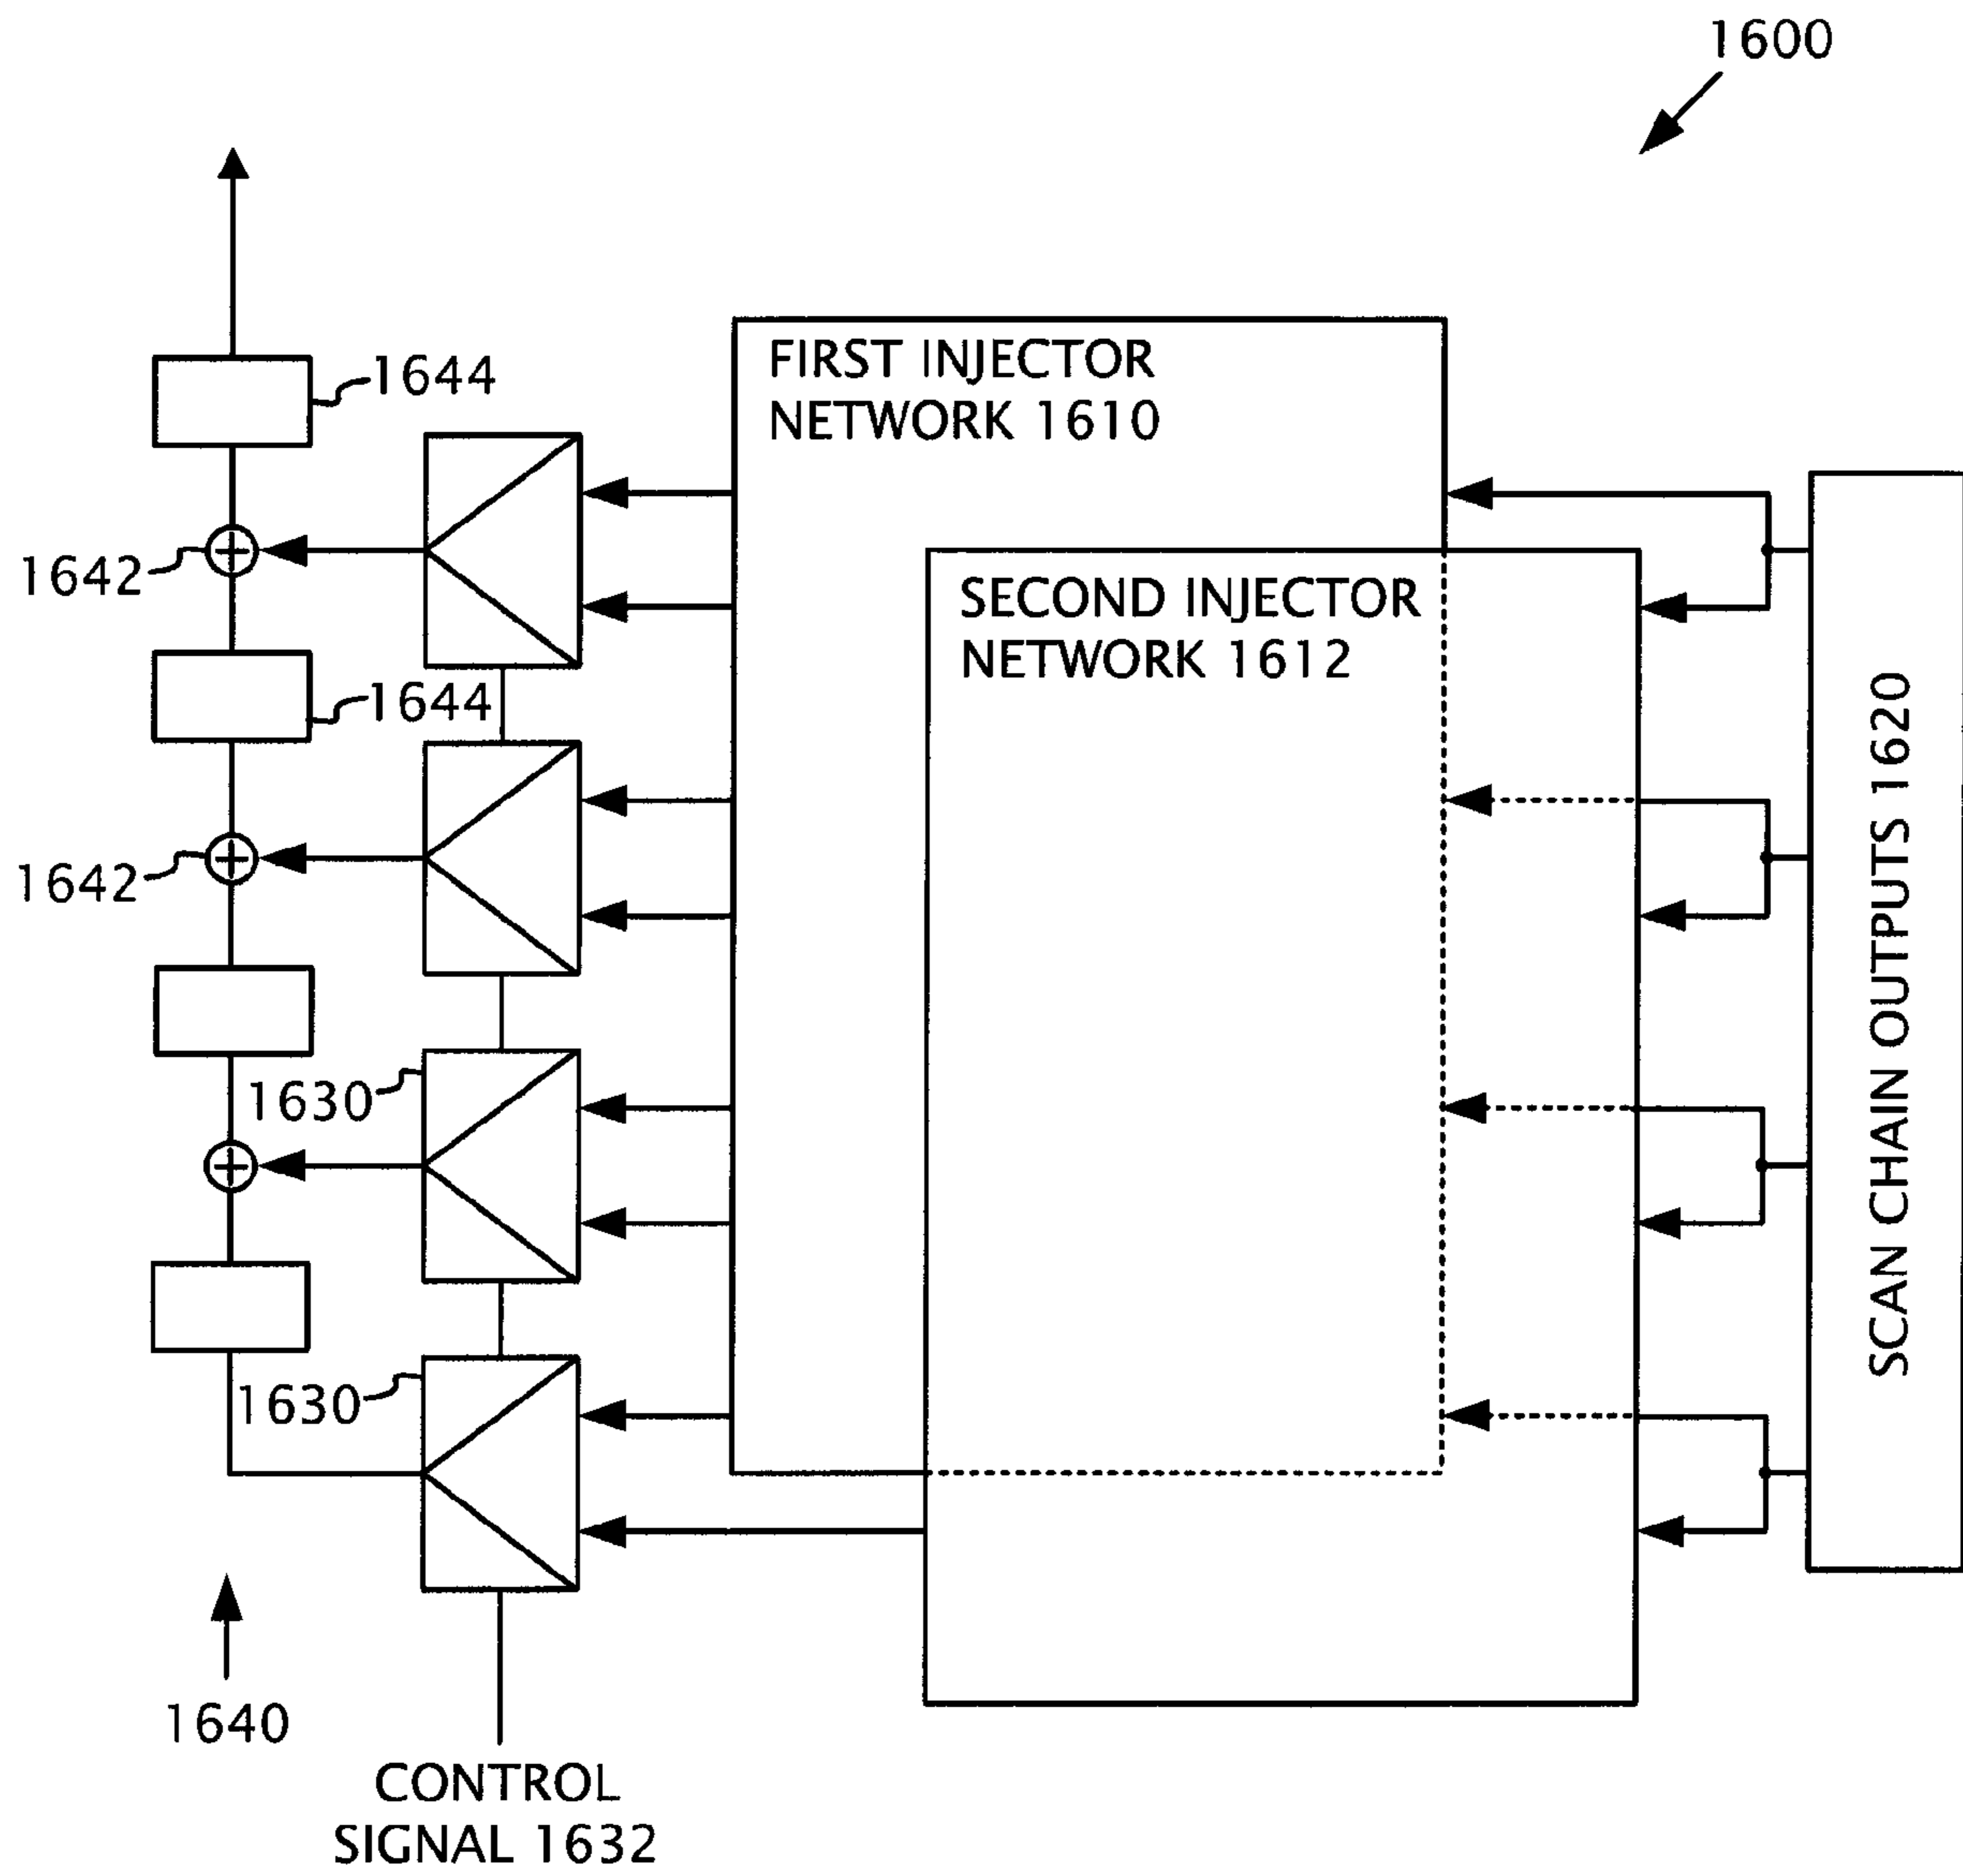 1600
1644
FIRST INJECTOR
NETWORK 1610
1642
SECOND INJECTOR
NETWORK 1612
1644
SCAN CHAIN OUTPUTS 1620
1642
1630
1630
1640
CONTROL
SIGNAL 1632